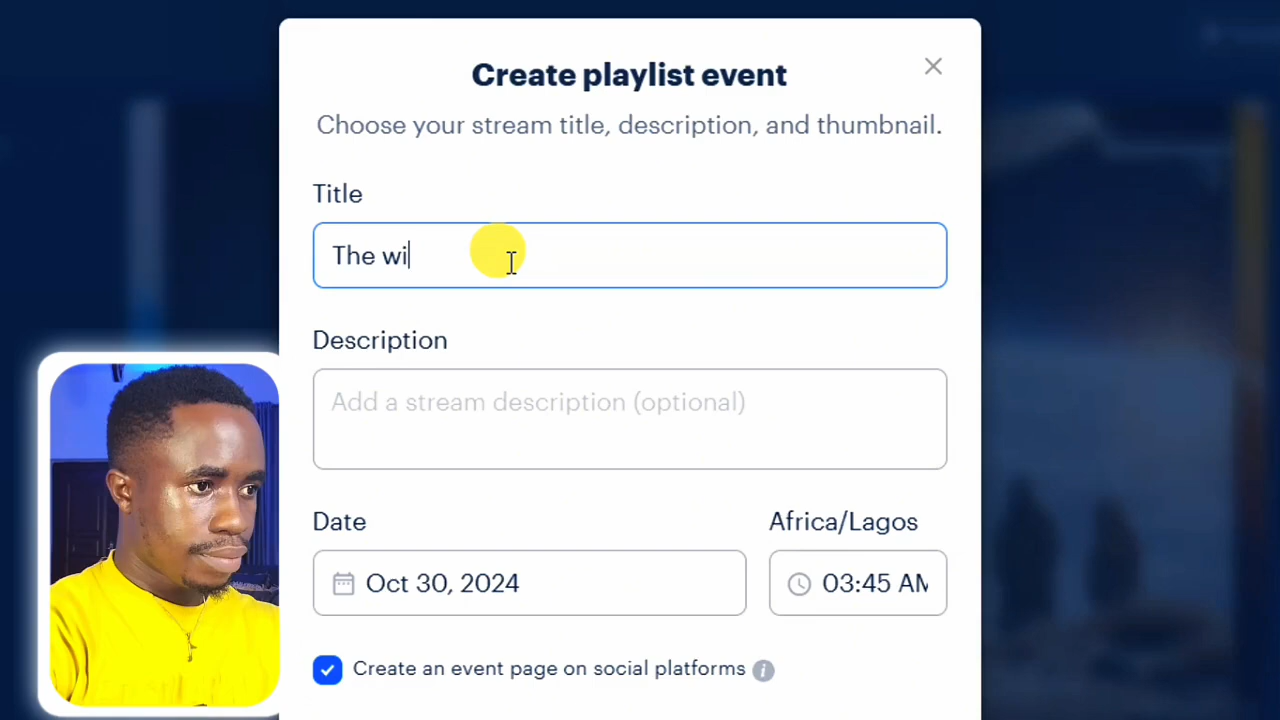 Create playlist event
Choose your stream title, description, and thumbnail.
Title
The wi
Description
Add a stream description (optional)
Date
Africa/Lagos
Oct 30, 2024
03:45 AM
Create an event page on social platforms